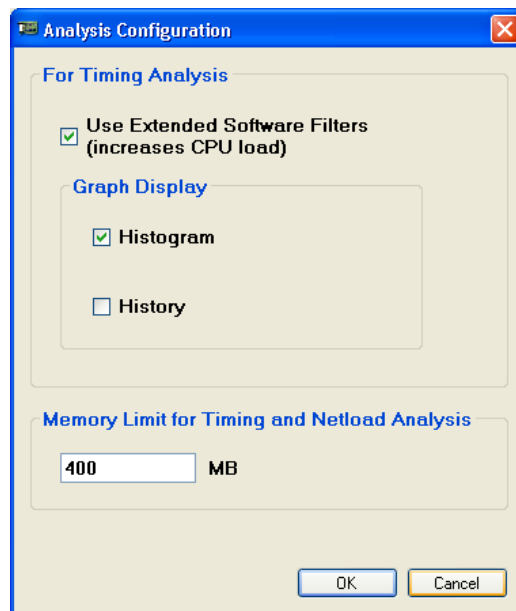 Analysis Configuration
For Timing Analysis
Use Extended Software Filters
(increases CPU load)
Graph Display
Histogram
History
Memory Limit for Timing and Netload Analysis
400 MB
OK Cancel